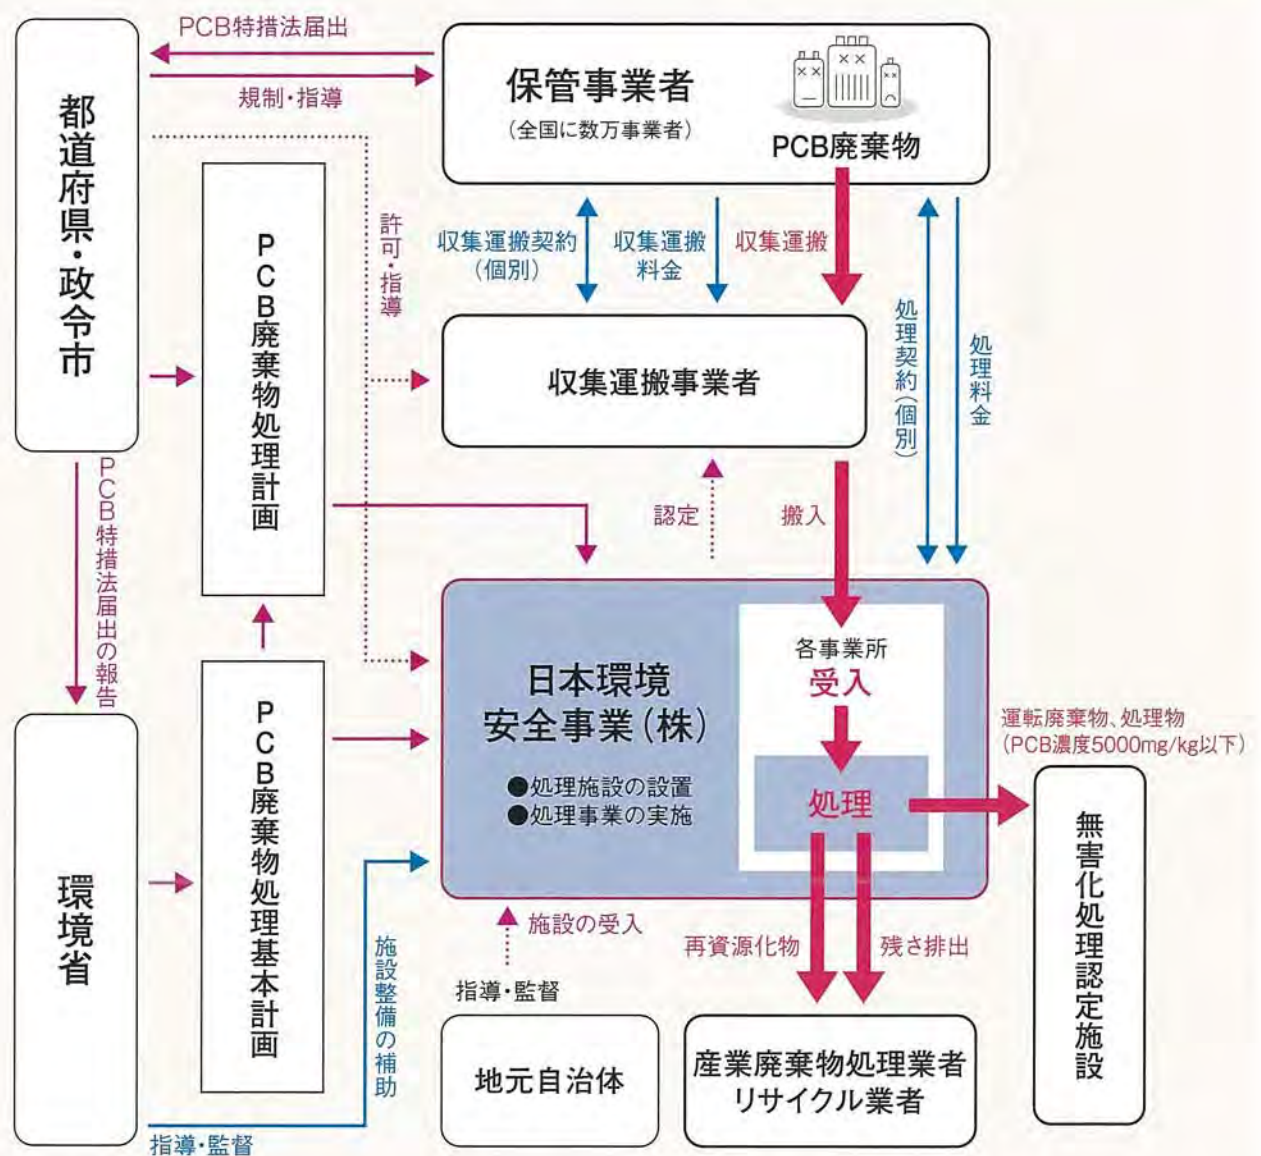 PCB特措法届出
規制・指導
都道府県・政令市
保管事業者
(全国に数万事業者)
PCB廃棄物
PCB廃棄物処理計画
許可・指導
収集運搬契約
(個別)
収集運搬
料金
収集運搬
処理契約(個別)
処理料金
収集運搬事業者
PCB特措法届出の報告
認定
搬入
日本環境
安全事業(株)
●処理施設の設置
●処理事業の実施
各事業所
受入
処理
運転廃棄物、処理物
(PCB濃度5000mg/kg以下)
無害化処理認定施設
PCB廃棄物処理基本計画
環境省
施設整備の補助
指導・監督
施設の受入
指導・監督
地元自治体
再資源化物
残さ排出
産業廃棄物処理業者
リサイクル業者